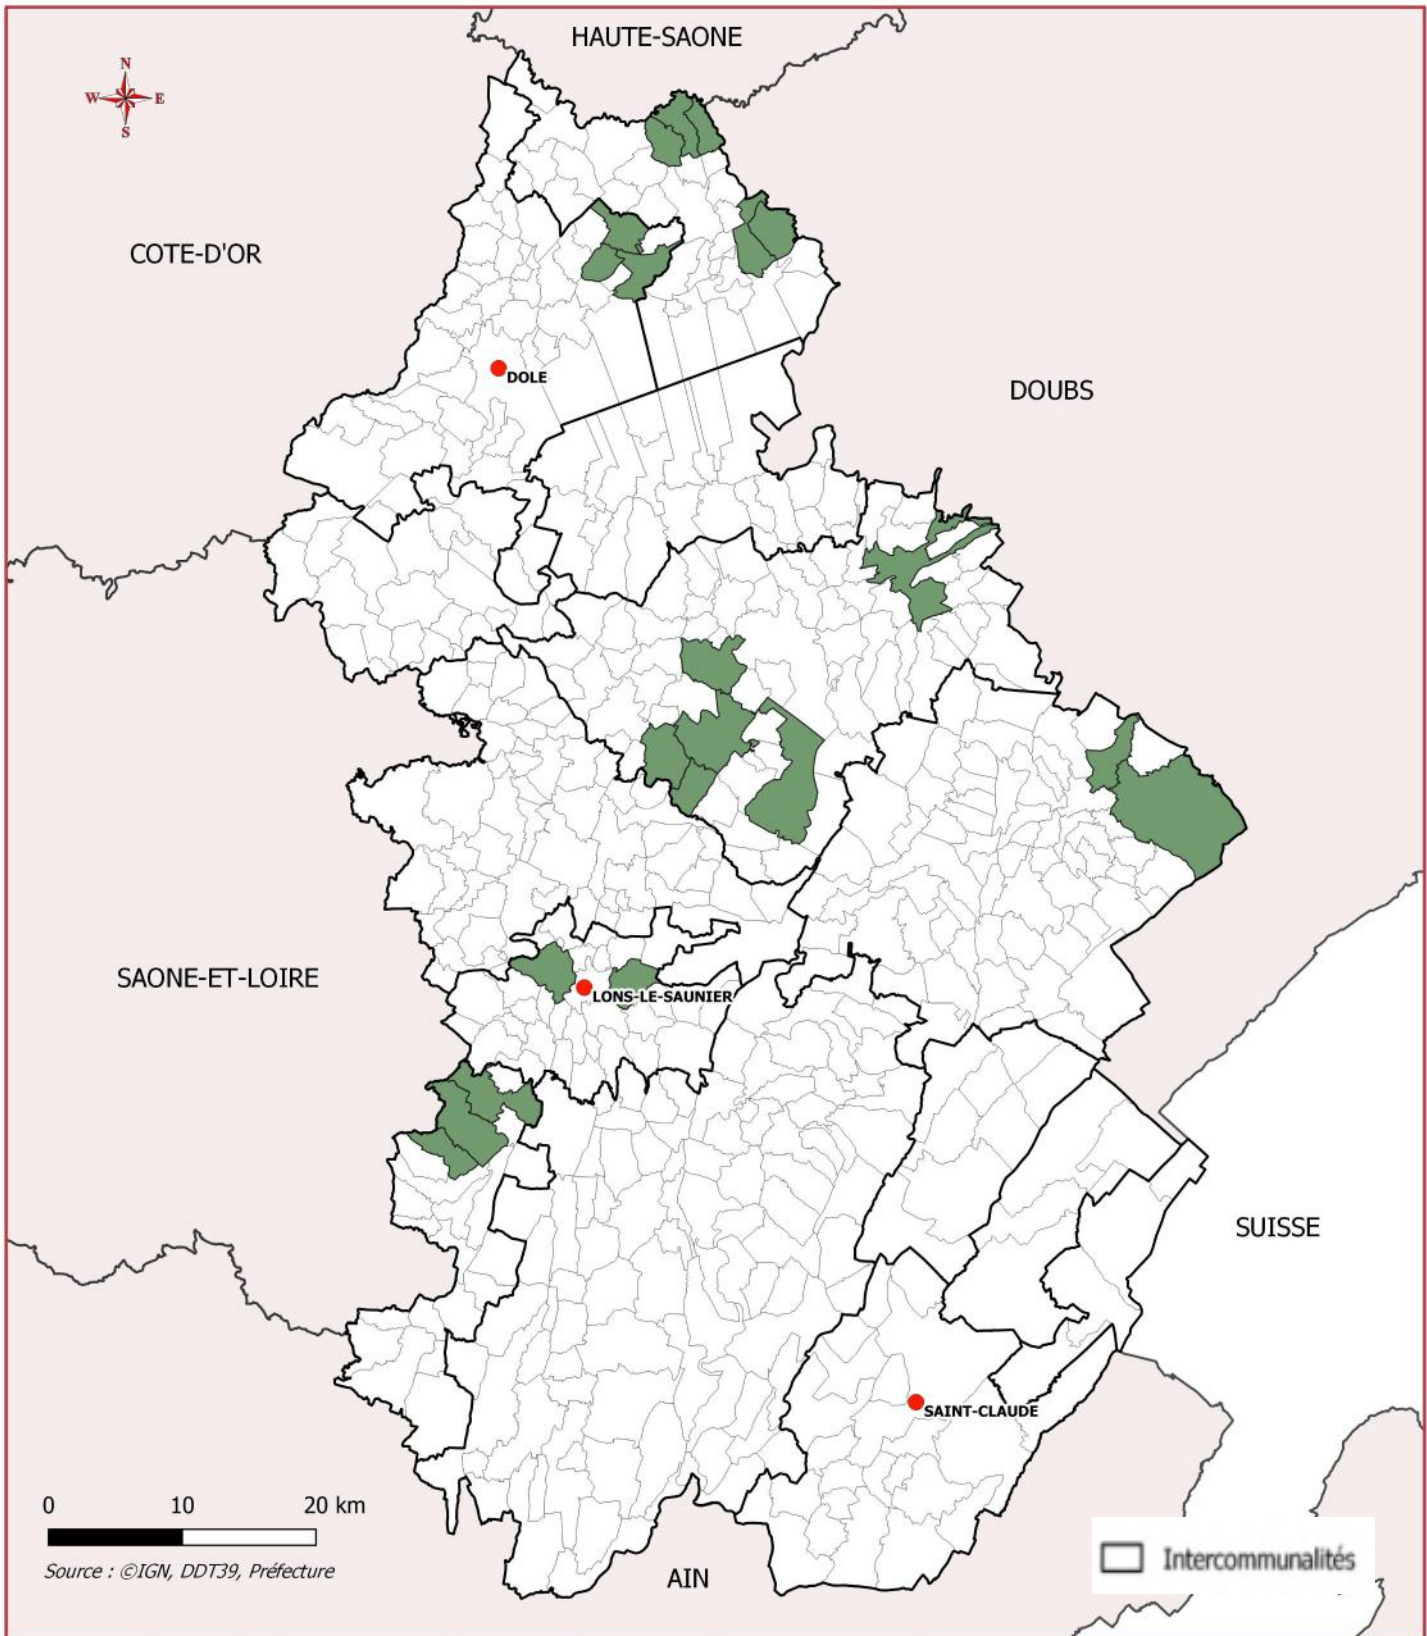 HAUTE-SAONE
N
W
E
S
COTE-D'OR
DOLE
DOUBS
SAONE-ET-LOIRE
LONS-LE-SAUNIER
SUISSE
SAINT-CLAUDE
0 10 20 km
Source : ©IGN, DDT39, Préfecture
AIN
Intercommunalités